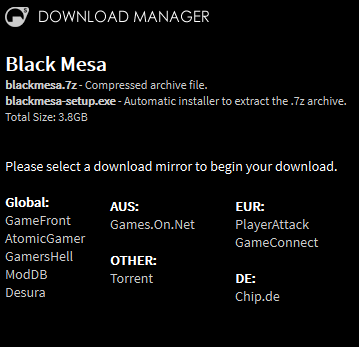 DOWNLOAD MANAGER
Black Mesa
blackmesa.7z - Compressed archive file.
blackmesa-setup.exe - Automatic installer to extract the .7z archive.
Total Size: 3.8GB
Please select a download mirror to begin your download.
Global:
GameFront
AtomicGamer
GamersHell
ModDB
Desura
AUS:
Games.On.Net
OTHER:
Torrent
EUR:
PlayerAttack
GameConnect
DE:
Chip.de